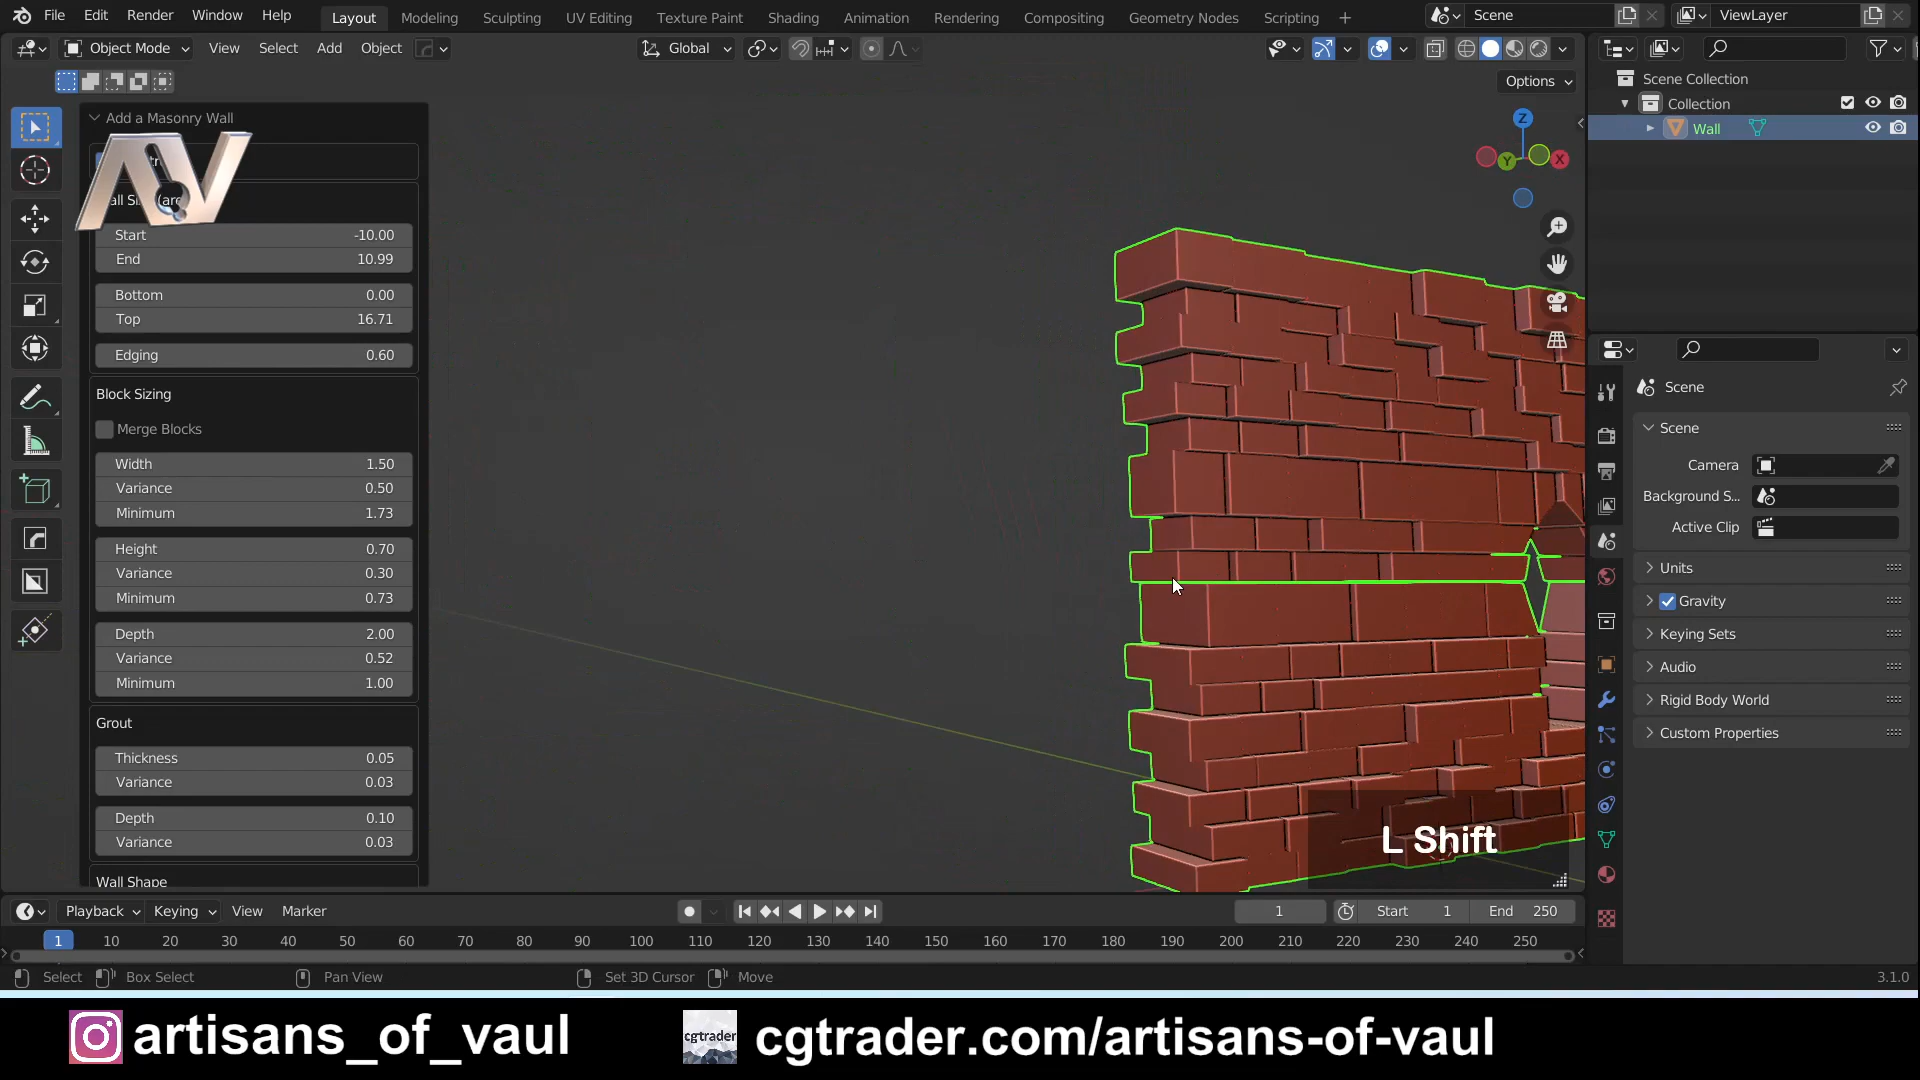 File Edit Render Window Help Layout Modeling Sculpting UV Editing Texture Paint Shading Animation Rendering Compositing Geometry Nodes Scripting + Scene ViewLayer
Object Mode View Select Add Object Global
Options
Scene Collection
Collection
Wall
Add a Masonry Wall
AV
Start -10.00
End 10.99
Bottom 0.00
Top 16.71
Edging 0.60
Block Sizing
Merge Blocks
Width 1.50
Variance 0.50
Minimum 1.73
Height 0.70
Variance 0.30
Minimum 0.73
Depth 2.00
Variance 0.52
Minimum 1.00
Grout
Thickness 0.05
Variance 0.03
Depth 0.10
Variance 0.03
Wall Shape
Z
Y
X
L Shift
Scene
Scene
Camera
Background S...
Active Clip
Units
Gravity
Keying Sets
Audio
Rigid Body World
Custom Properties
Playback Keying View Marker 1 Start 1 End 250
1 10 20 30 40 50 60 70 80 90 100 110 120 130 140 150 160 170 180 190 200 210 220 230 240 250
Select Box Select Pan View Set 3D Cursor Move 3.1.0
artisans_of_vaul cgtrader cgtrader.com/artisans-of-vaul